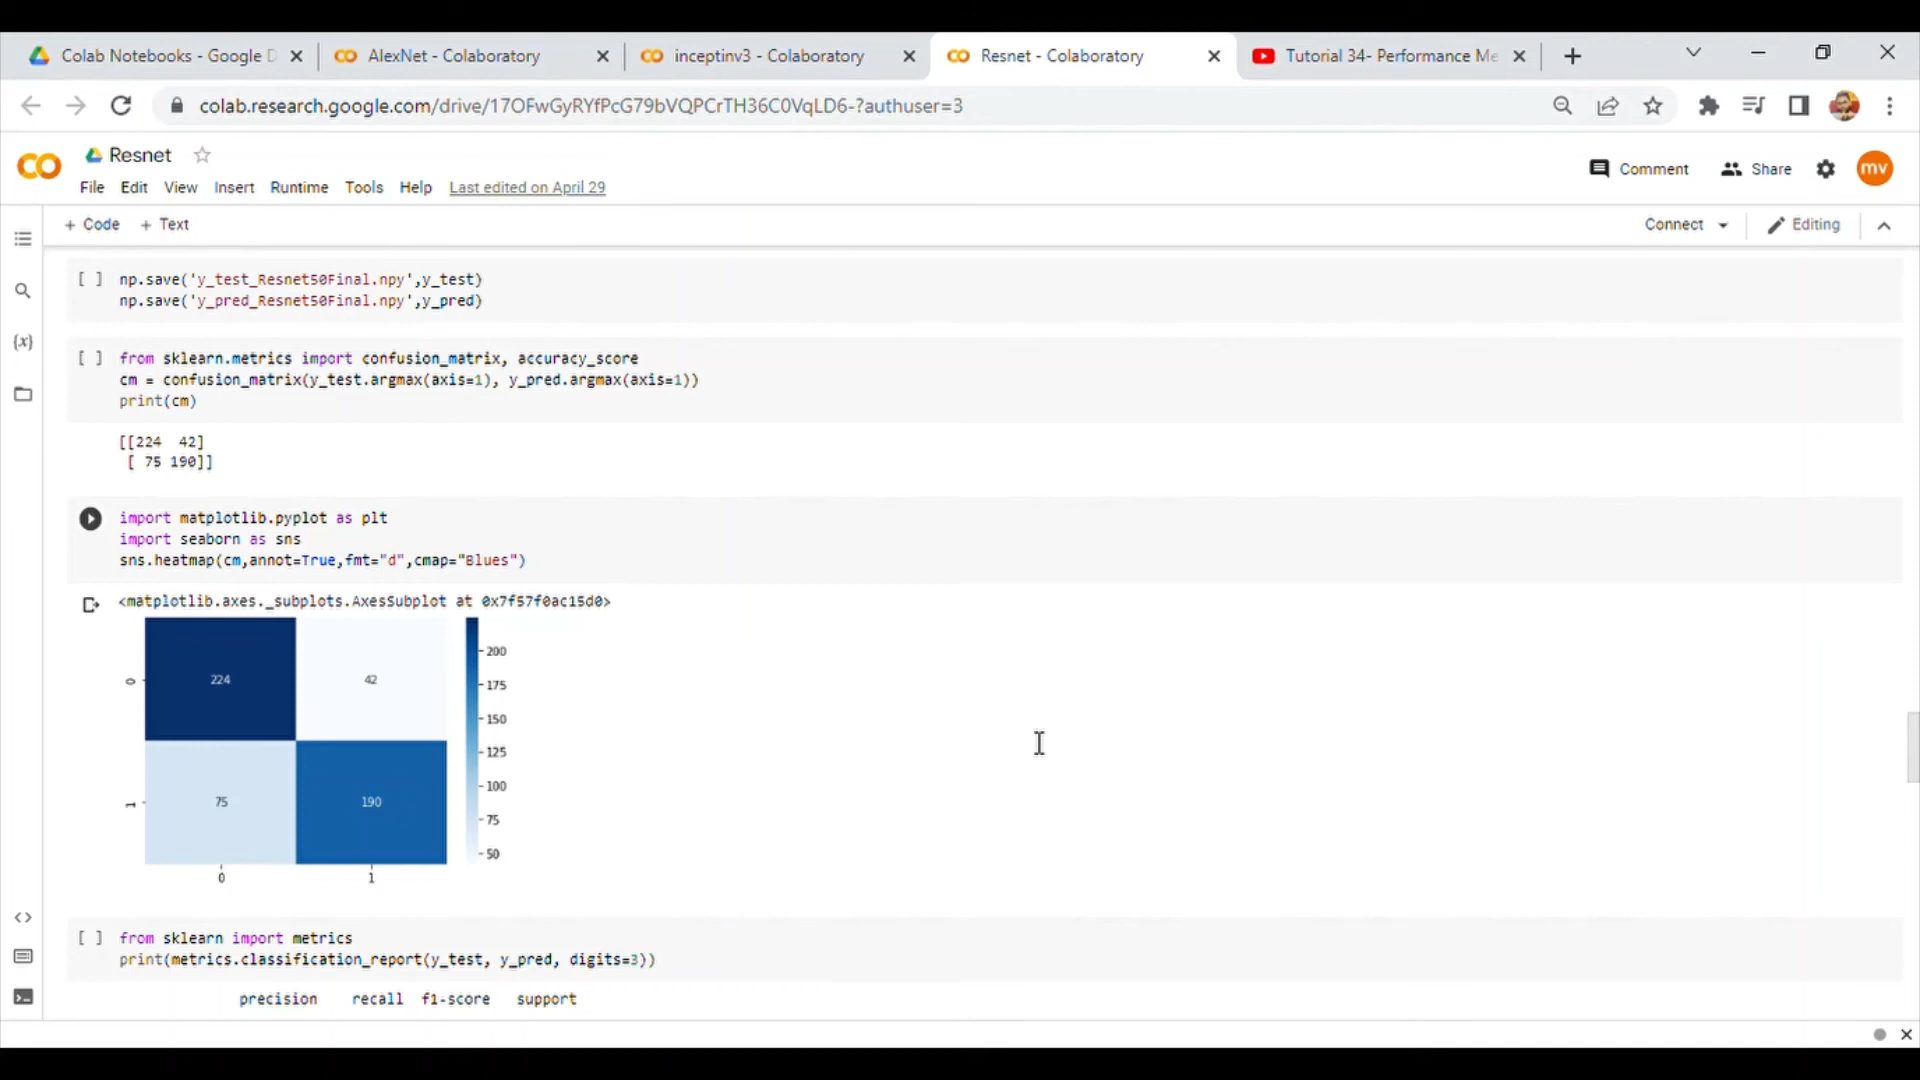 Colab Notebooks - Google D
AlexNet - Colaboratory
inceptinv3 - Colaboratory
Resnet - Colaboratory
Tutorial 34- Performance Me
colab.research.google.com/drive/17OFwGyRYfPcG79bVQPCrTH36C0VqLD6-?authuser=3
Resnet
Comment
Share
mv
File Edit View Insert Runtime Tools Help Last edited on April 29
+ Code + Text
Connect
Editing
[ ] np.save('y_test_Resnet50Final.npy',y_test)
np.save('y_pred_Resnet50Final.npy',y_pred)
[ ] from sklearn.metrics import confusion_matrix, accuracy_score
cm = confusion_matrix(y_test.argmax(axis=1), y_pred.argmax(axis=1))
print(cm)
[[224 42]
[ 75 190]]
import matplotlib.pyplot as plt
import seaborn as sns
sns.heatmap(cm,annot=True,fmt="d",cmap="Blues")
<matplotlib.axes._subplots.AxesSubplot at 0x7f57f0ac15d0>
200
0 224 42
175
150
125
100
1 75 190
75
50
0 1
[ ] from sklearn import metrics
print(metrics.classification_report(y_test, y_pred, digits=3))
precision recall f1-score support